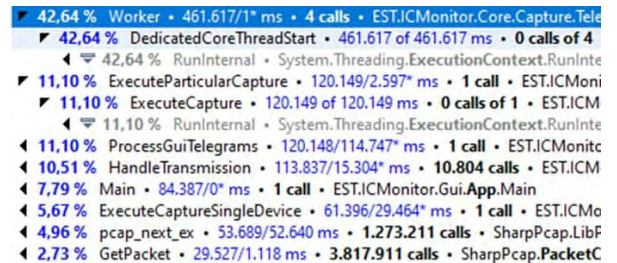 42,64 % Worker • 461.617/1* ms • 4 calls • EST.ICMonitor.Core.Capture.Tele
42,64 % DedicatedCoreThreadStart • 461.617 of 461.617 ms • 0 calls of 4
42,64 % RunInternal • System.Threading.ExecutionContext.RunInte
11,10 % ExecuteParticularCapture • 120.149/2.597* ms • 1 call • EST.ICMoni
11,10 % ExecuteCapture • 120.149 of 120.149 ms • 0 calls of 1 • EST.ICM
11,10 % RunInternal • System.Threading.ExecutionContext.RunInte
11,10 % ProcessGuiTelegrams • 120.148/114.747* ms • 1 call • EST.ICMonito
10,51 % HandleTransmission • 113.837/15.304* ms • 10.804 calls • EST.ICM
7,79 % Main • 84.387/0* ms • 1 call • EST.ICMonitor.Gui.App.Main
5,67 % ExecuteCaptureSingleDevice • 61.396/29.464* ms • 1 call • EST.ICMo
4,96 % pcap_next_ex • 53.689/52.640 ms • 1.273.211 calls • SharpPcap.LibP
2,73 % GetPacket • 29.527/1.118 ms • 3.817.911 calls • SharpPcap.PacketC